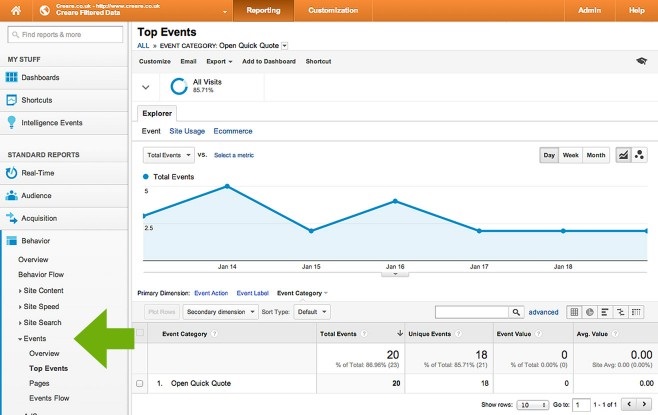 Creare.co.uk - http://www.creare.co.uk
Creare Filtered Data
Reporting
Customization
Admin
Help
Find reports & more
MY STUFF
Dashboards
Shortcuts
Intelligence Events
STANDARD REPORTS
Real-Time
Audience
Acquisition
Behavior
Overview
Behavior Flow
Site Content
Site Speed
Site Search
Events
Overview
Top Events
Pages
Events Flow
Top Events
ALL » EVENT CATEGORY: Open Quick Quote
Customize Email Export Add to Dashboard Shortcut
All Visits
85.71%
Explorer
Event Site Usage Ecommerce
Total Events VS. Select a metric
Day Week Month
Total Events
5
2.5
Jan 14 Jan 15 Jan 16 Jan 17 Jan 18
Primary Dimension: Event Action Event Label Event Category
Plot Rows Secondary dimension Sort Type: Default advanced
Event Category ? Total Events ? Unique Events ? Event Value ? Avg. Value ?
20 18 0 0.00
% of Total: 86.96% (23) % of Total: 85.71% (21) % of Total: 0.00% (0) Site Avg: 0.00 (0.00%)
1. Open Quick Quote 20 18 0 0.00
Show rows: 10 Go to: 1 1 - 1 of 1